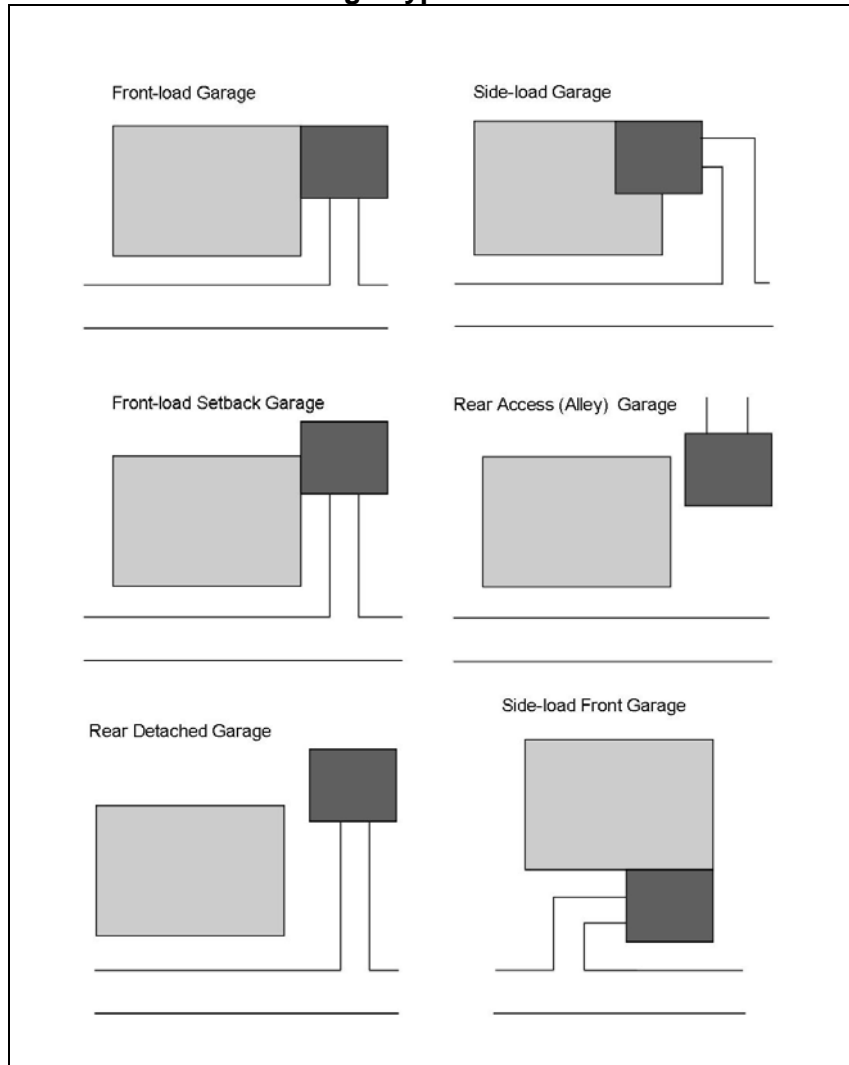 Front-load Garage
Side-load Garage
Front-load Setback Garage
Rear Access (Alley) Garage
Rear Detached Garage
Side-load Front Garage